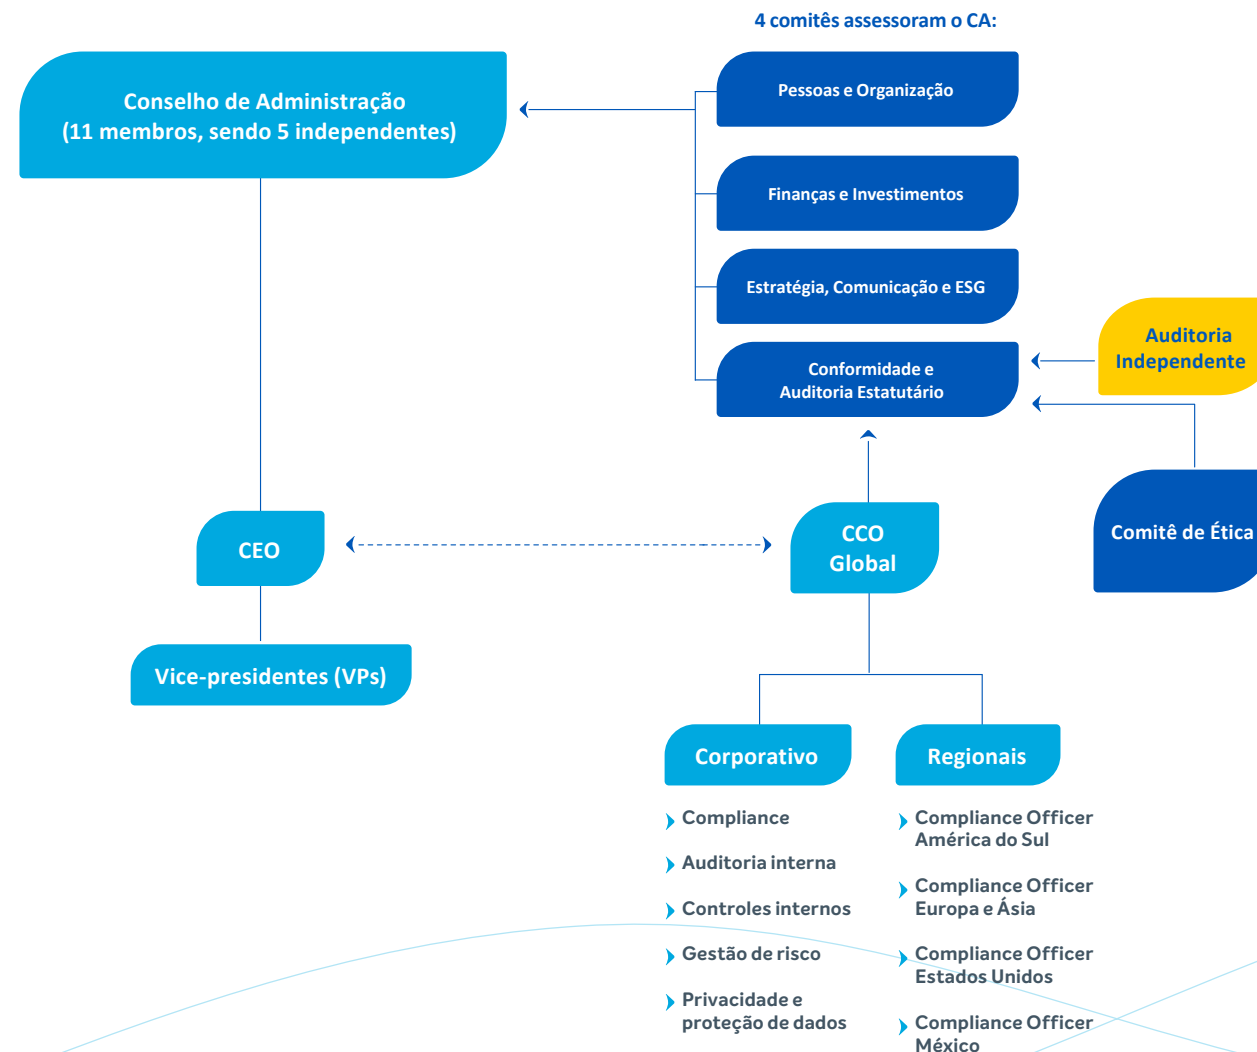 4 comitês assessoram o CA:
Conselho de Administração
(11 membros, sendo 5 independentes)
Pessoas e Organização
Finanças e Investimentos
Estratégia, Comunicação e ESG
Conformidade e
Auditoria Estatutário
Auditoria
Independente
Comitê de Ética
CEO
CCO
Global
Vice-presidentes (VPs)
Corporativo
Compliance
Auditoria interna
Controles internos
Gestão de risco
Privacidade e
proteção de dados
Regionais
Compliance Officer
América do Sul
Compliance Officer
Europa e Ásia
Compliance Officer
Estados Unidos
Compliance Officer
México